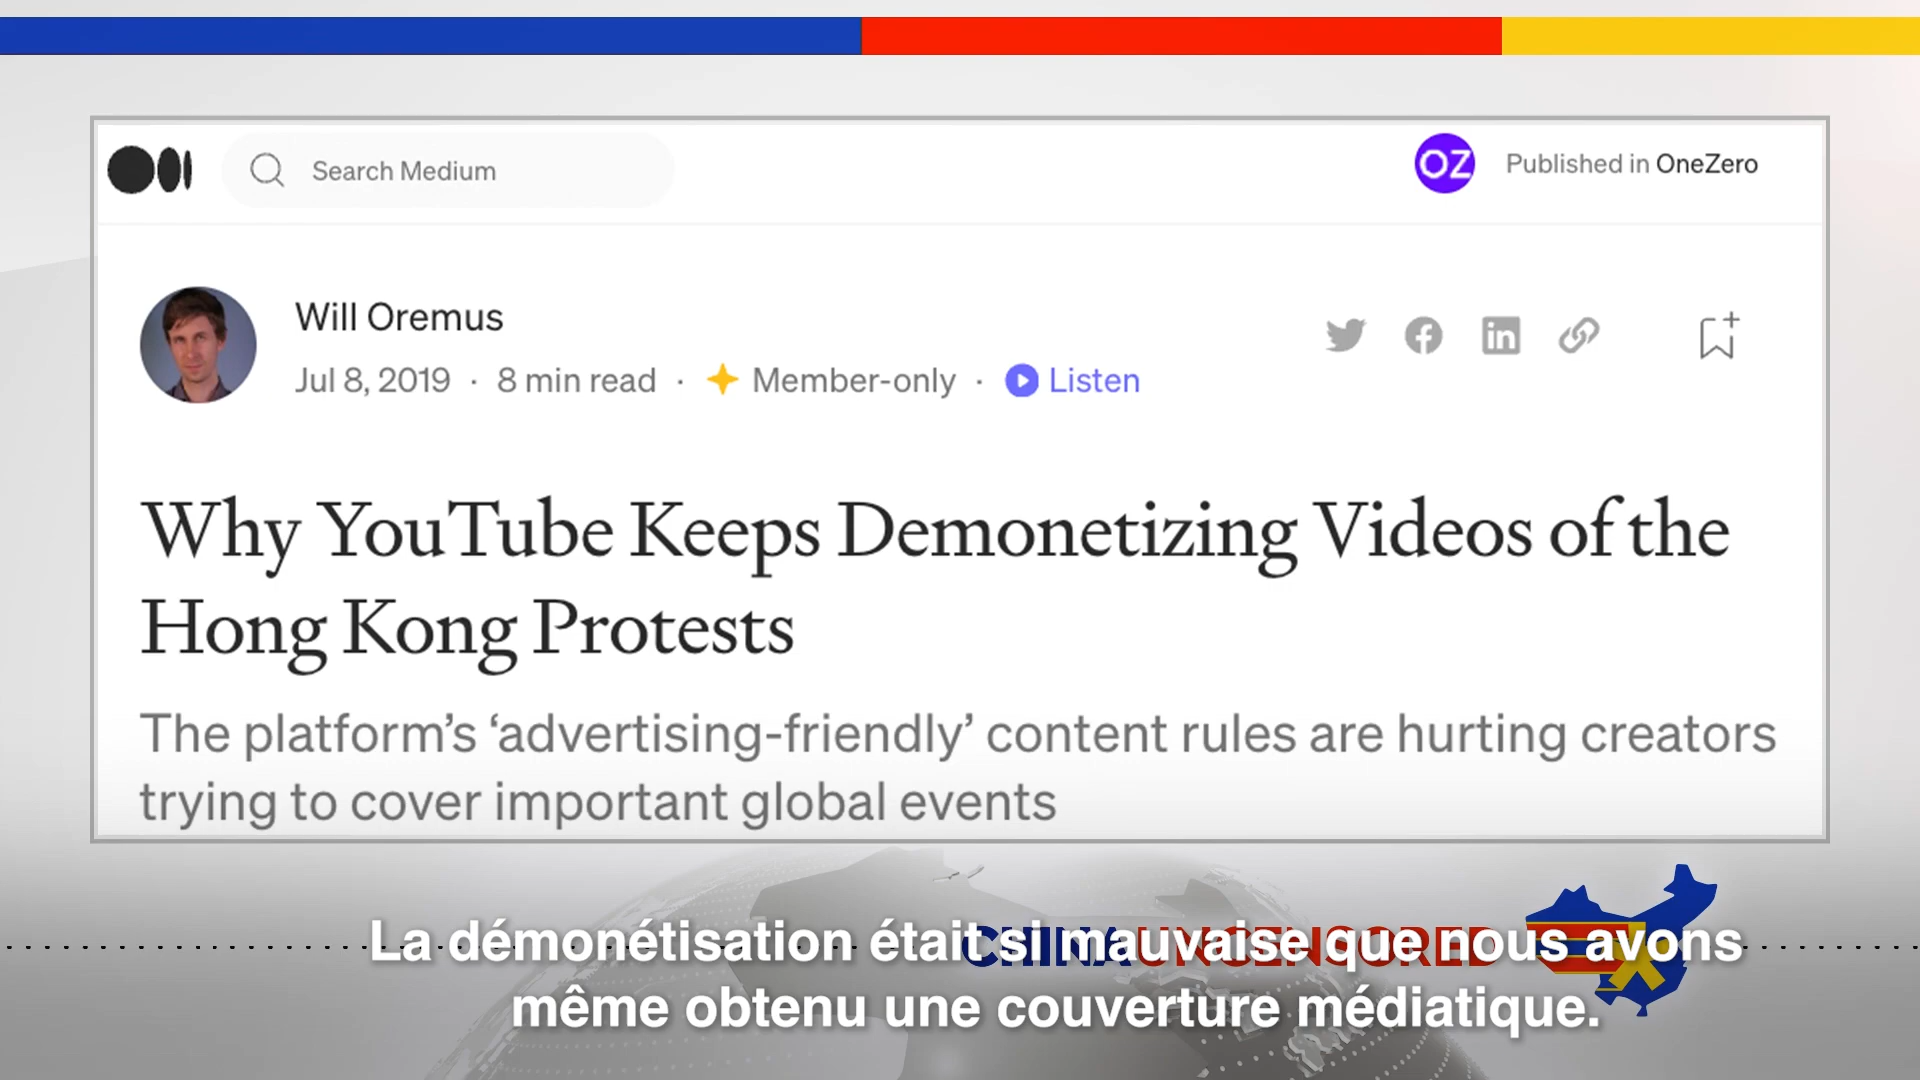 Search Medium
OZ Published in OneZero
Will Oremus
Jul 8, 2019 · 8 min read · Member-only · Listen
Why YouTube Keeps Demonetizing Videos of the
Hong Kong Protests
The platform's ‘advertising-friendly’ content rules are hurting creators
trying to cover important global events
CHINA UNCENSORED
La démonétisation était si mauvaise que nous avons
même obtenu une couverture médiatique.